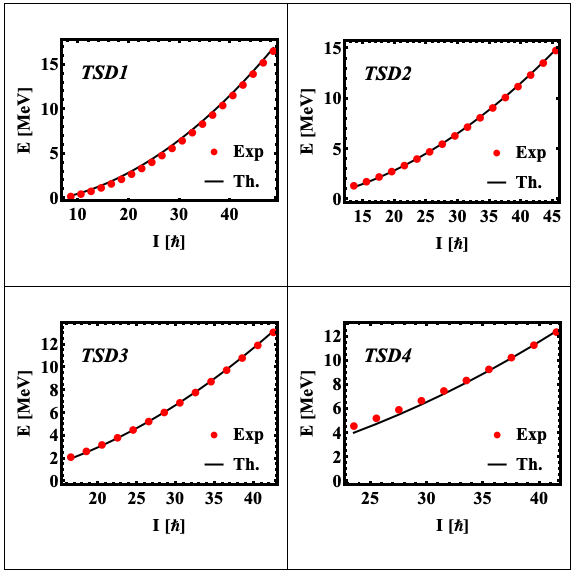 TSD1
E [MeV]
15
10
5
0
Exp
Th.
10 20 30 40
I [ℏ]
TSD2
E [MeV]
15
10
5
0
Exp
Th.
15 20 25 30 35 40 45
I [ℏ]
TSD3
E [MeV]
12
10
8
6
4
2
0
Exp
Th.
20 25 30 35 40
I [ℏ]
TSD4
E [MeV]
12
10
8
6
4
2
0
Exp
Th.
25 30 35 40
I [ℏ]